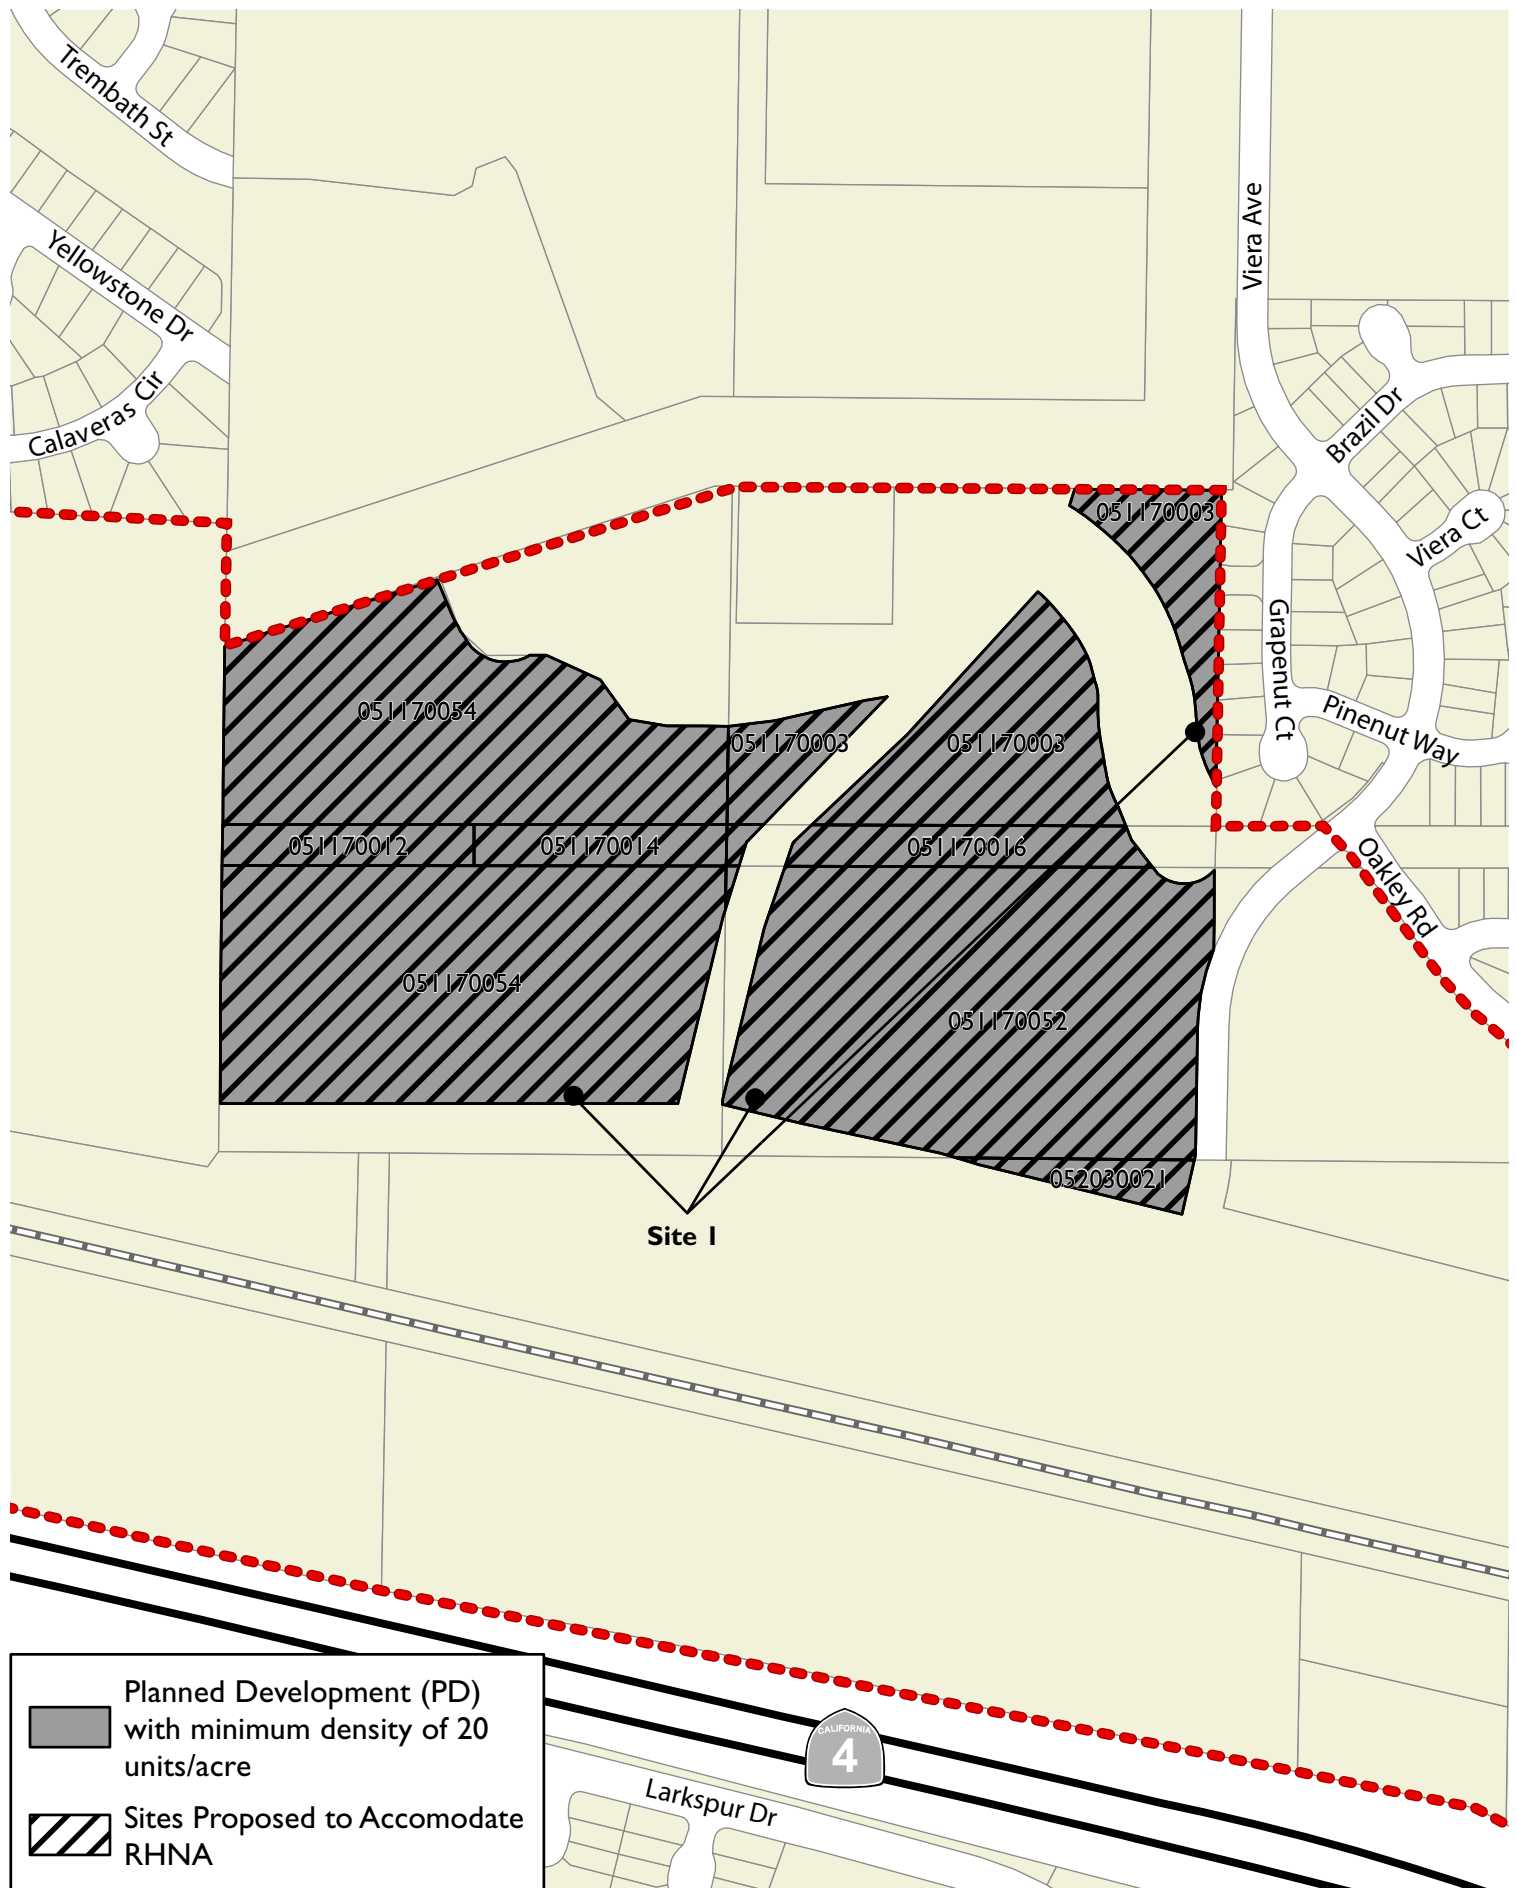 Trembath St
Viera Ave
Yellowstone Dr
Calaveras Cir
Brazil Dr
051170003
Viera Ct
Grapenut Ct
051170054
Pinenut Way
051170003
051170003
051170012
051170014
051170016
Oakley Rd
051170054
051170052
052030021
Site 1
Planned Development (PD)
with minimum density of 20
units/acre
Sites Proposed to Accomodate
RHNA
CALIFORNIA
4
Larkspur Dr